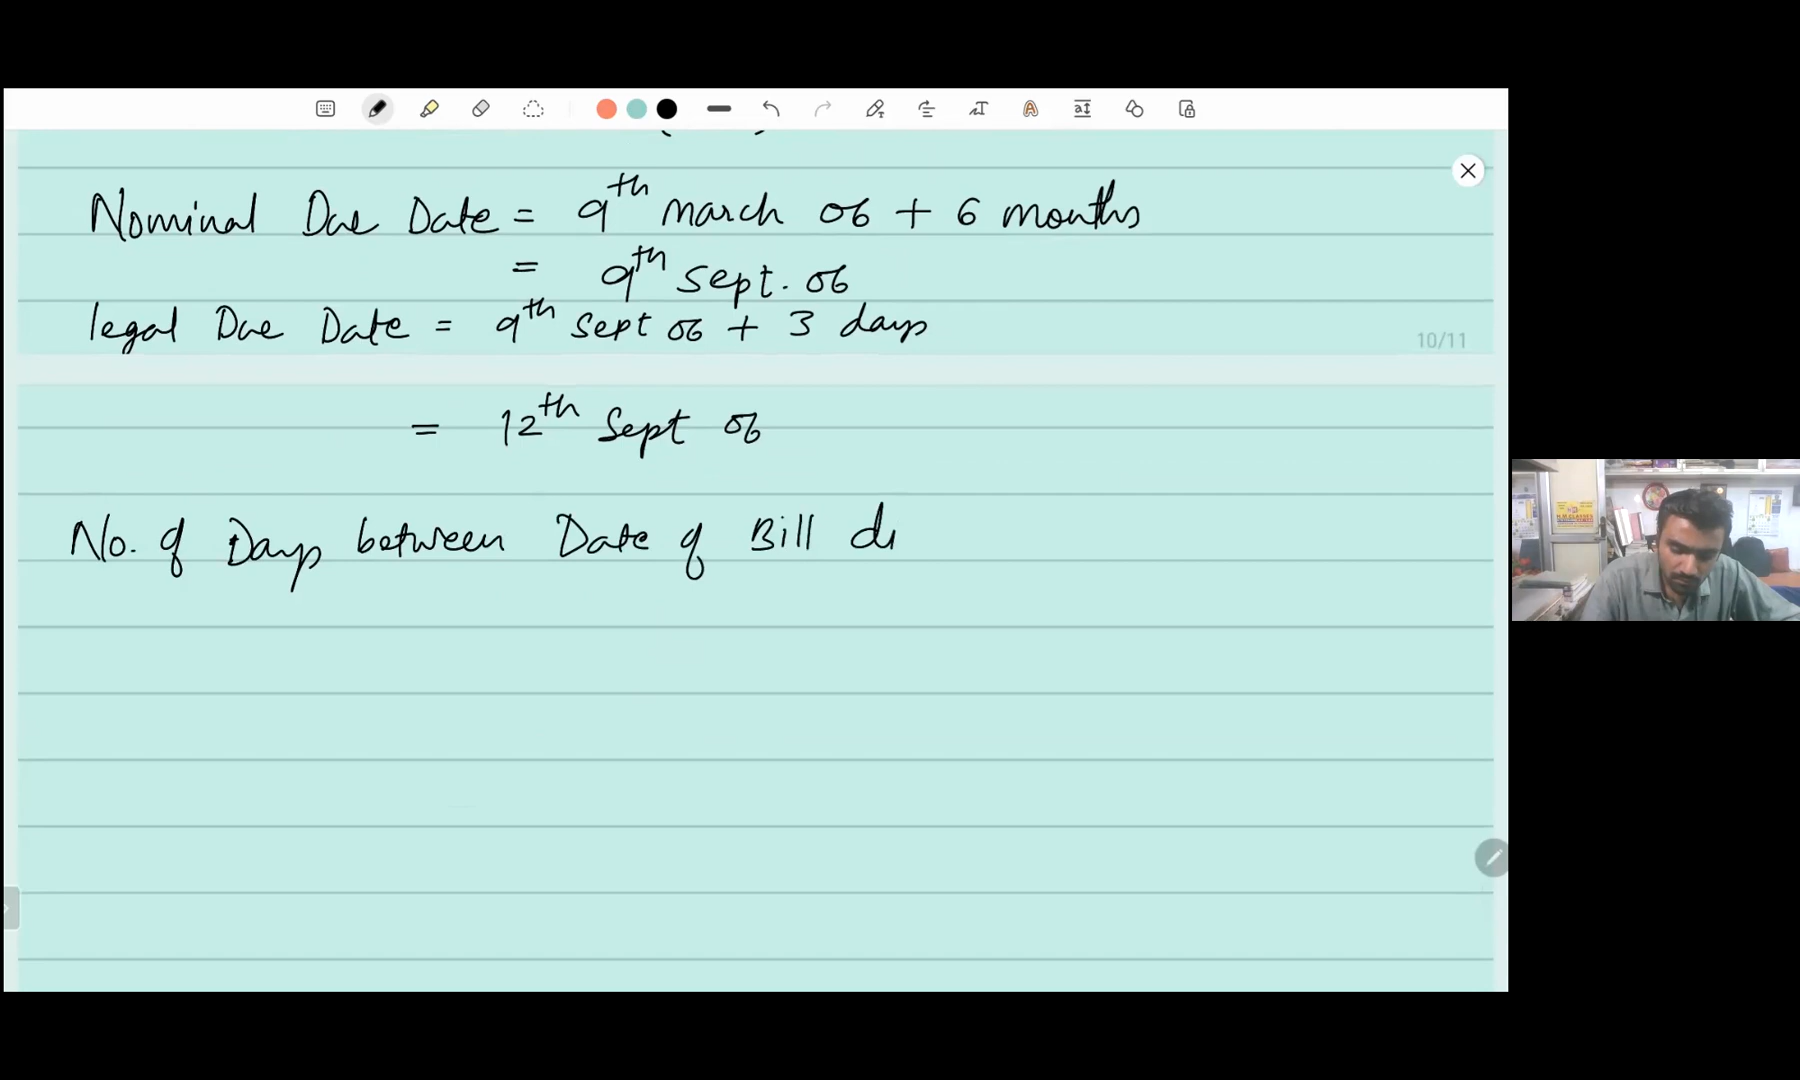 Nominal Due Date = 9th march 06 + 6 months
= 9th Sept. 06
legal Due Date = 9th Sept 06 + 3 days
10/11
= 12th Sept 06
No. of Days between Date of Bill